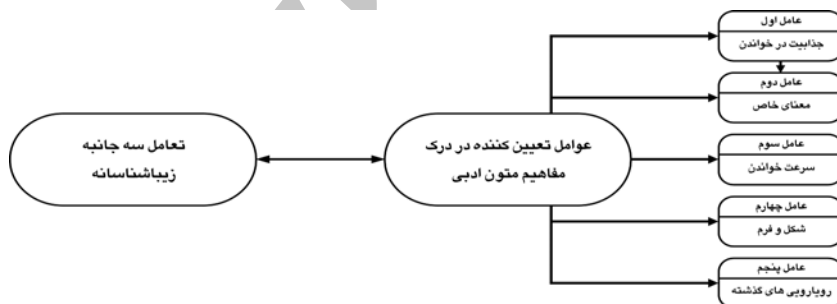 عامل اول
جذابیت در خواندن
عامل دوم
معنای خاص
تعامل سه جانبه
زیباشناسانه
عوامل تعیین کننده در درک
مفاهیم متون ادبی
عامل سوم
سرعت خواندن
عامل چهارم
شکل و فرم
عامل پنجم
رویارویی های گذشته